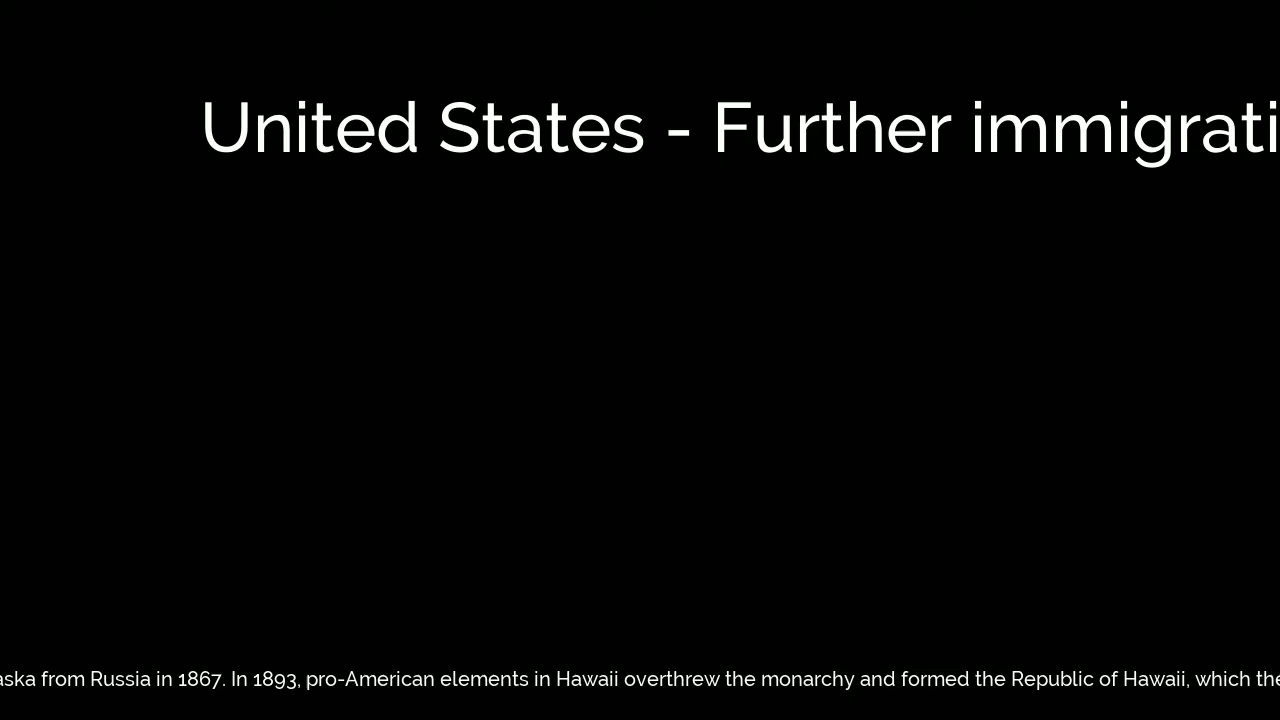 United States - Further immigrati
aska from Russia in 1867. In 1893, pro-American elements in Hawaii overthrew the monarchy and formed the Republic of Hawaii, which the